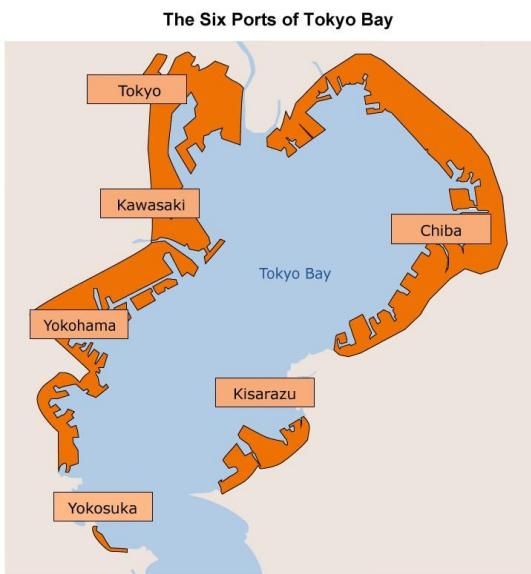 The Six Ports of Tokyo Bay
Tokyo
Kawasaki
Chiba
Tokyo Bay
Yokohama
Kisarazu
Yokosuka